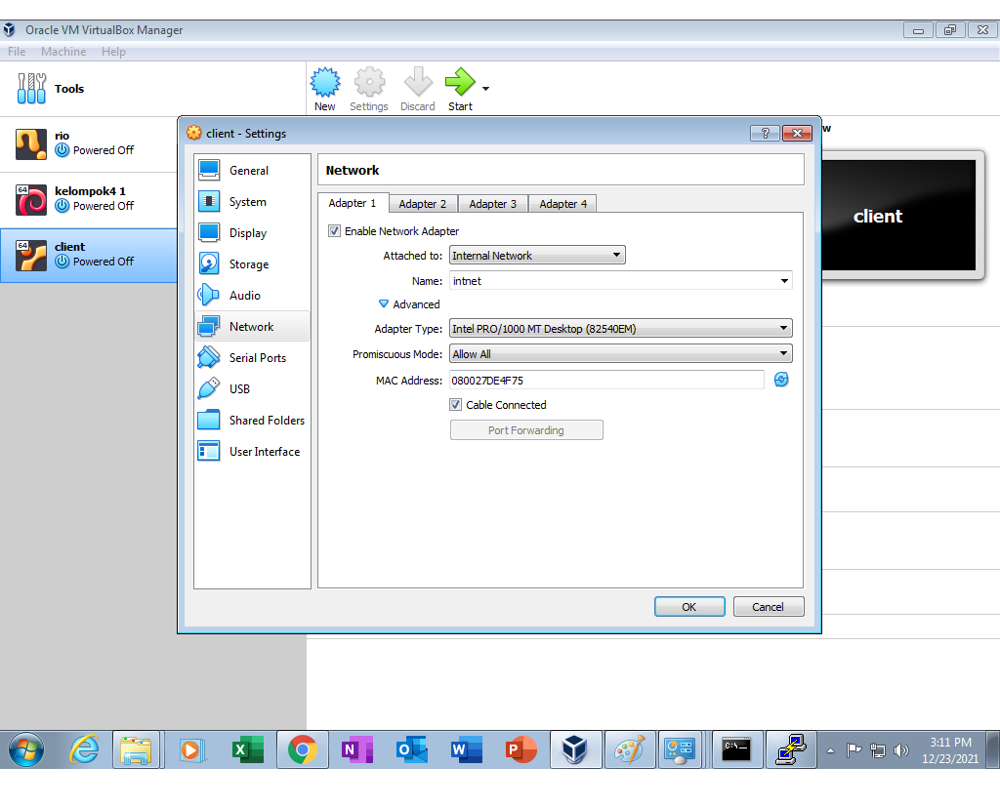 Oracle VM VirtualBox Manager
File Machine Help
Tools
New Settings Discard Start
rio
Powered Off
64
kelompok4 1
Powered Off
64
client
Powered Off
w
client
client - Settings
?
General
System
Display
Storage
Audio
Network
Serial Ports
USB
Shared Folders
User Interface
Network
Adapter 1 Adapter 2 Adapter 3 Adapter 4
Enable Network Adapter
Attached to: Internal Network
Name: intnet
Advanced
Adapter Type: Intel PRO/1000 MT Desktop (82540EM)
Promiscuous Mode: Allow All
MAC Address: 080027DE4F75
Cable Connected
Port Forwarding
OK Cancel
3:11 PM
12/23/2021